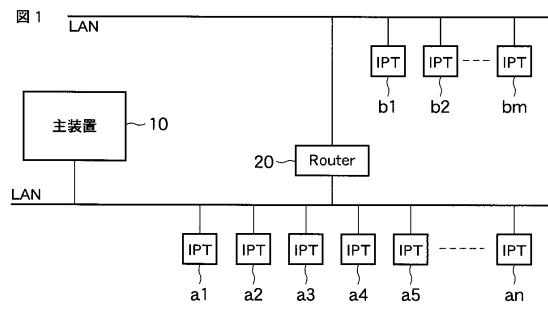 図1
LAN
IPT IPT IPT
b1 b2 bm
主装置 10
20 Router
LAN
IPT IPT IPT IPT IPT IPT
a1 a2 a3 a4 a5 an